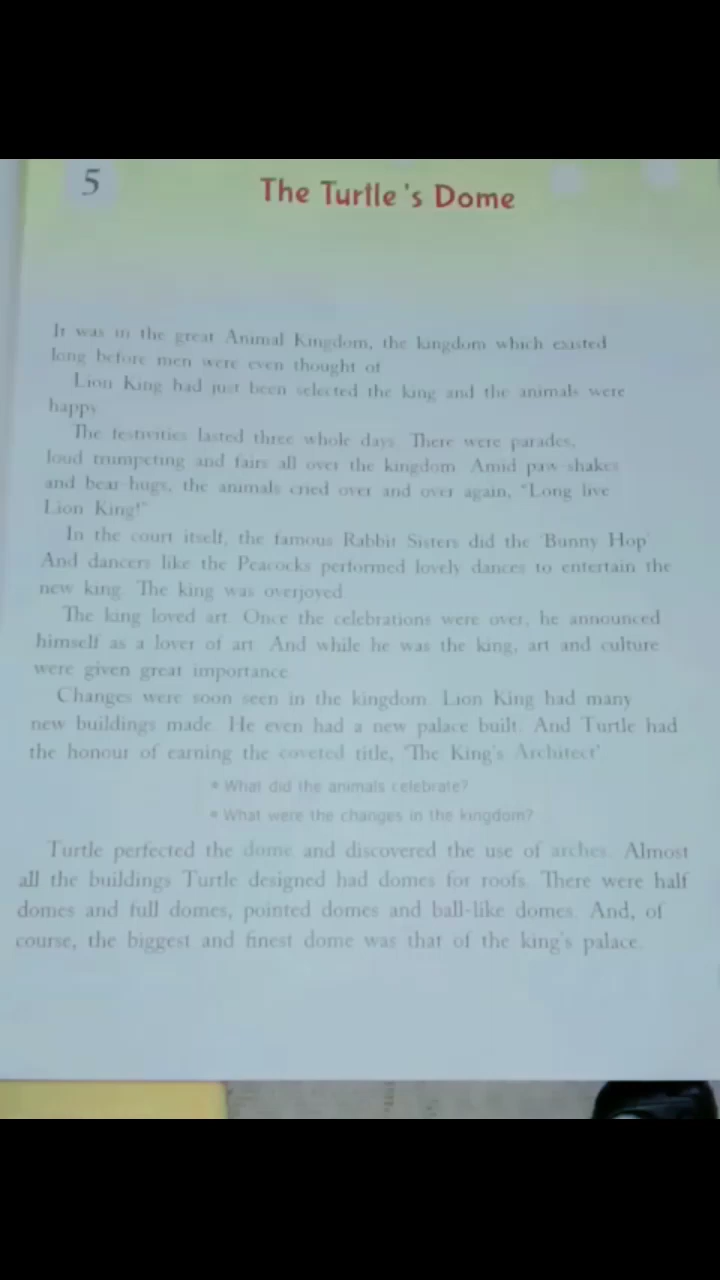 5
The Turtle's Dome
It was in the great Animal Kingdom, the kingdom which existed
long before men were even thought of.
Lion King had just been selected the king and the animals were
happy.
The festivities lasted three whole days. There were parades,
loud trumpeting and fairs all over the kingdom. Amid paw-shakes
and bear-hugs, the animals cried over and over again, "Long live
Lion King!"
In the court itself, the famous Rabbit Sisters did the 'Bunny Hop'.
And dancers like the Peacocks performed lovely dances to entertain the
new king. The king was overjoyed.
The king loved art. Once the celebrations were over, he announced
himself as a lover of art. And while he was the king, art and culture
were given great importance.
Changes were soon seen in the kingdom. Lion King had many
new buildings made. He even had a new palace built. And Turtle had
the honour of earning the coveted title, 'The King's Architect'.
• What did the animals celebrate?
• What were the changes in the kingdom?
Turtle perfected the dome and discovered the use of arches. Almost
all the buildings Turtle designed had domes for roofs. There were half
domes and full domes, pointed domes and ball-like domes. And, of
course, the biggest and finest dome was that of the king's palace.